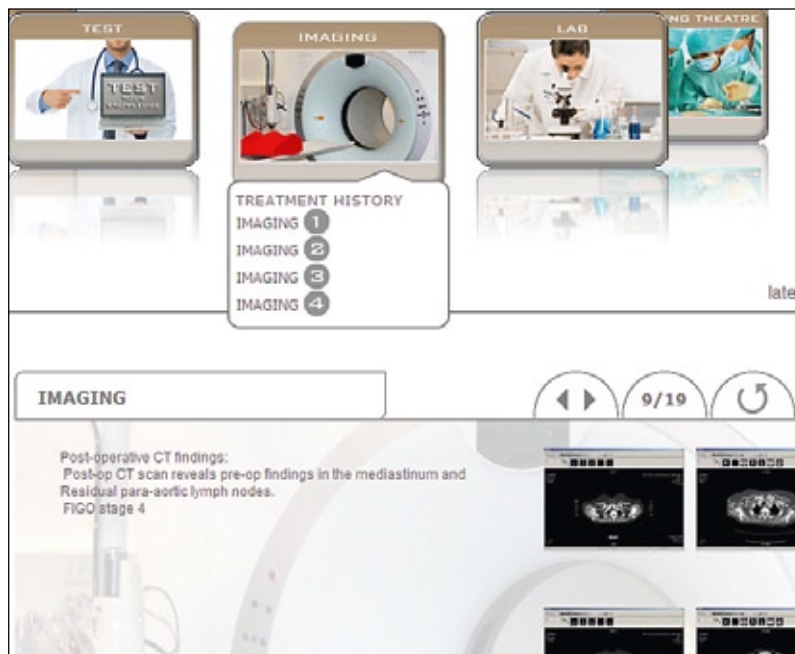 TEST
IMAGING
LAB
NG THEATRE
TEST
KNOWLEDGE
TREATMENT HISTORY
IMAGING 1
IMAGING 2
IMAGING 3
IMAGING 4
late
IMAGING
9/19
Post-operative CT findings:
Post-op CT scan reveals pre-op findings in the mediastinum and
Residual para-aortic lymph nodes.
FIGO stage 4